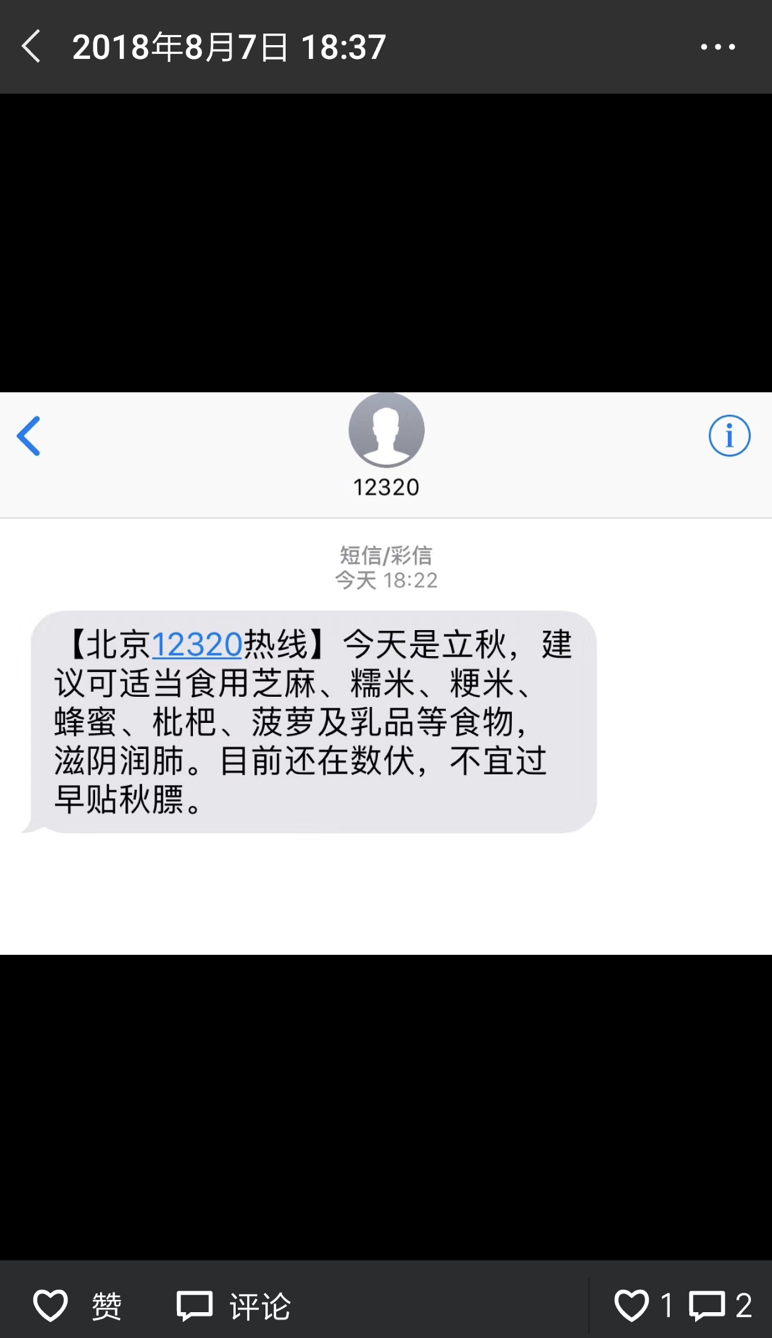 2018年8月7日 18:37
12320
短信/彩信
今天 18:22
【北京12320热线】今天是立秋，建
议可适当食用芝麻、糯米、粳米、
蜂蜜、枇杷、菠萝及乳品等食物，
滋阴润肺。目前还在数伏，不宜过
早贴秋膘。
赞 评论 1 2